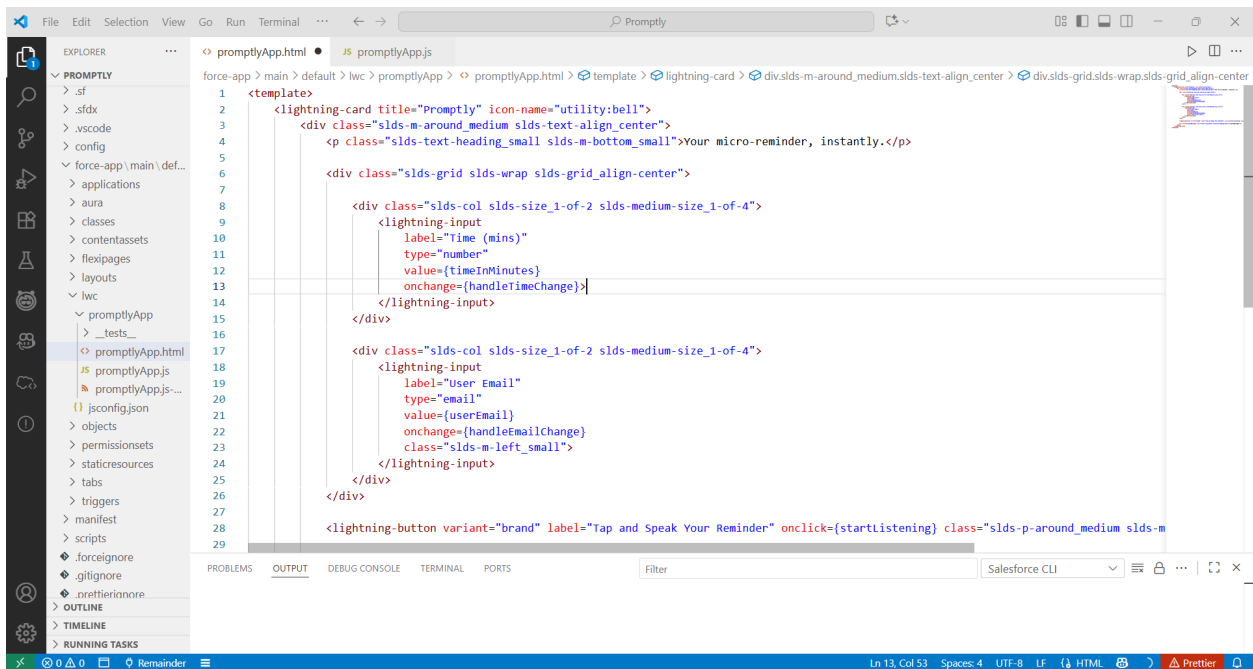 File Edit Selection View Go Run Terminal ··· Promptly
EXPLORER ···
PROMPTLY
.sf
.sfdx
.vscode
config
force-app\main\def...
applications
aura
classes
contentassets
flexipages
layouts
lwc
promptlyApp
__tests__
promptlyApp.html
JS promptlyApp.js
promptlyApp.js-...
{} jsconfig.json
objects
permissionsets
staticresources
tabs
triggers
manifest
scripts
.forceignore
.gitignore
.prettierignore
OUTLINE
TIMELINE
RUNNING TASKS
promptlyApp.html ● JS promptlyApp.js
force-app > main > default > lwc > promptlyApp > promptlyApp.html > template > lightning-card > div.slds-m-around_medium.slds-text-align_center > div.slds-grid.slds-wrap.slds-grid_align-center
1 <template>
2 <lightning-card title="Promptly" icon-name="utility:bell">
3 <div class="slds-m-around_medium slds-text-align_center">
4 <p class="slds-text-heading_small slds-m-bottom_small">Your micro-reminder, instantly.</p>
5
6 <div class="slds-grid slds-wrap slds-grid_align-center">
7
8 <div class="slds-col slds-size_1-of-2 slds-medium-size_1-of-4">
9 <lightning-input
10 label="Time (mins)"
11 type="number"
12 value={timeInMinutes}
13 onchange={handleTimeChange}>
14 </lightning-input>
15 </div>
16
17 <div class="slds-col slds-size_1-of-2 slds-medium-size_1-of-4">
18 <lightning-input
19 label="User Email"
20 type="email"
21 value={userEmail}
22 onchange={handleEmailChange}
23 class="slds-m-left_small">
24 </lightning-input>
25 </div>
26 </div>
27
28 <lightning-button variant="brand" label="Tap and Speak Your Reminder" onclick={startListening} class="slds-p-around_medium slds-m
29
PROBLEMS OUTPUT DEBUG CONSOLE TERMINAL PORTS Filter Salesforce CLI
0 0 Remainder Ln 13, Col 53 Spaces: 4 UTF-8 LF HTML Prettier